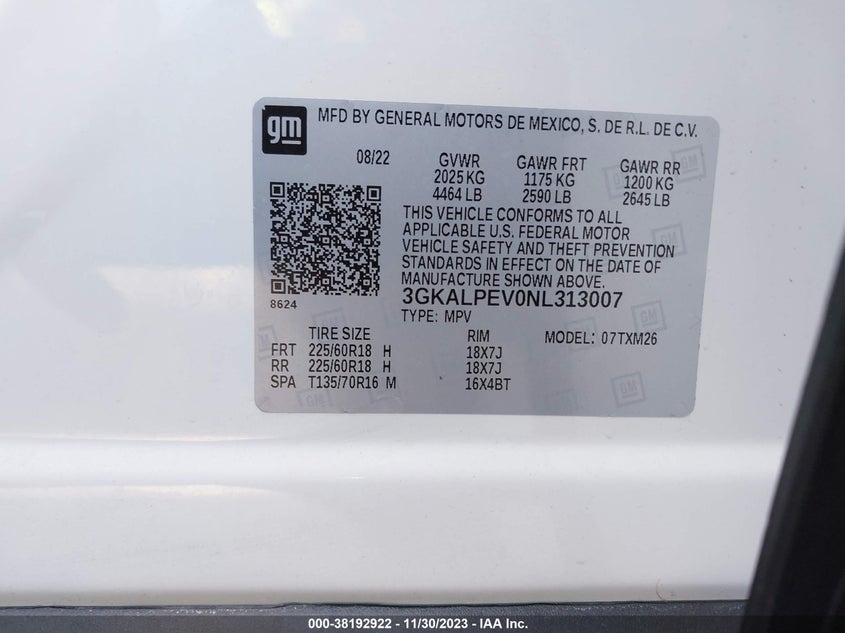 gm MFD BY GENERAL MOTORS DE MEXICO, S. DE R.L. DE C.V.
08/22 GVWR GAWR FRT GAWR RR
2025 KG 1175 KG 1200 KG
4464 LB 2590 LB 2645 LB
THIS VEHICLE CONFORMS TO ALL
APPLICABLE U.S. FEDERAL MOTOR
VEHICLE SAFETY AND THEFT PREVENTION
STANDARDS IN EFFECT ON THE DATE OF
MANUFACTURE SHOWN ABOVE.
8624 3GKALPEV0NL313007
TYPE: MPV
TIRE SIZE RIM MODEL: 07TXM26
FRT 225/60R18 H 18X7J
RR 225/60R18 H 18X7J
SPA T135/70R16 M 16X4BT
000-38192922 - 11/30/2023 - IAA Inc.